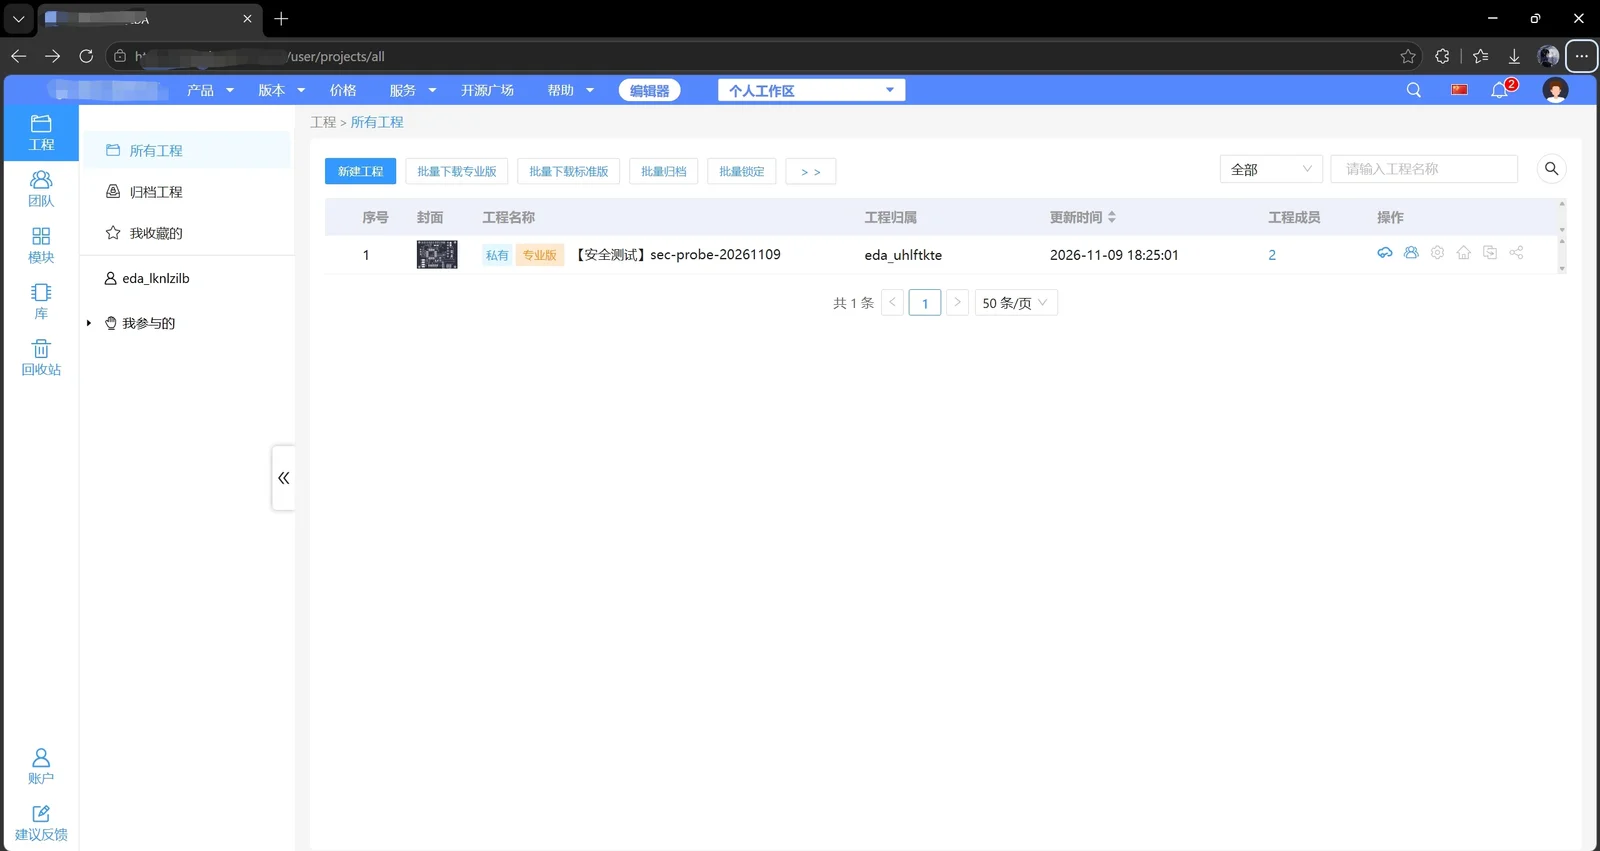 /user/projects/all
产品 版本 价格 服务 开源广场 帮助 编辑器 个人工作区 2
工程
团队
模块
库
回收站
账户
建议反馈
所有工程
归档工程
我收藏的
eda_lknlzilb
我参与的
工程 > 所有工程
新建工程 批量下载专业版 批量下载标准版 批量归档 批量锁定 > > 全部 请输入工程名称
序号 封面 工程名称 工程归属 更新时间 工程成员 操作
1 私有 专业版 【安全测试】sec-probe-20261109 eda_uhlftkte 2026-11-09 18:25:01 2
共 1 条 < 1 > 50 条/页